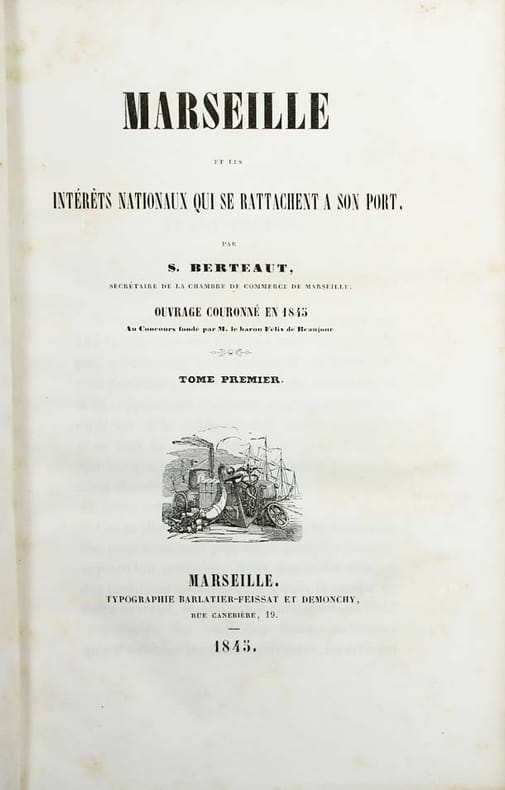 MARSEILLE
ET LES
INTÉRÊTS NATIONAUX QUI SE RATTACHENT A SON PORT,
PAR
S. BERTEAUT,
SECRÉTAIRE DE LA CHAMBRE DE COMMERCE DE MARSEILLE;
OUVRAGE COURONNÉ EN 1845
Au Concours fondé par M. le baron Félix de Beaujour
TOME PREMIER.
MARSEILLE.
TYPOGRAPHIE BARLATIER-FEISSAT ET DEMONCHY,
RUE CANEBIÈRE, 19.
1845.